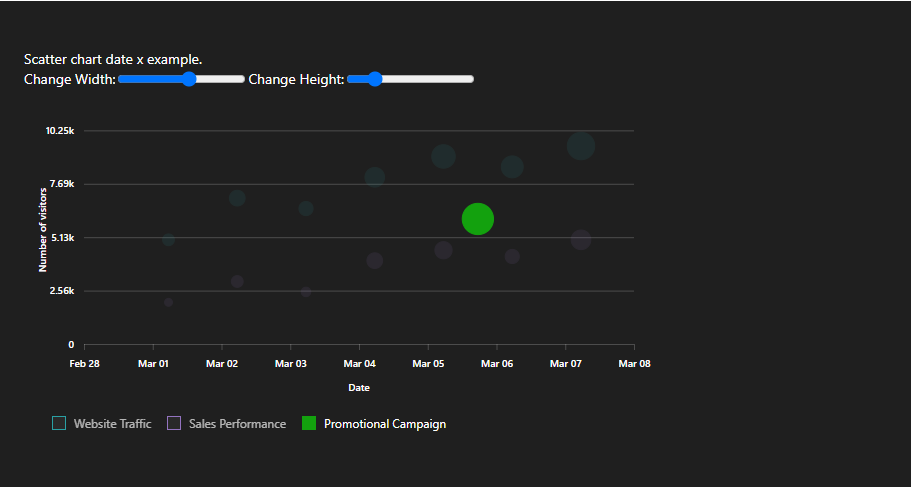 Scatter chart date x example.
Change Width: Change Height:
10.25k
7.69k
5.13k
2.56k
0
Number of visitors
Feb 28 Mar 01 Mar 02 Mar 03 Mar 04 Mar 05 Mar 06 Mar 07 Mar 08
Date
Website Traffic Sales Performance Promotional Campaign